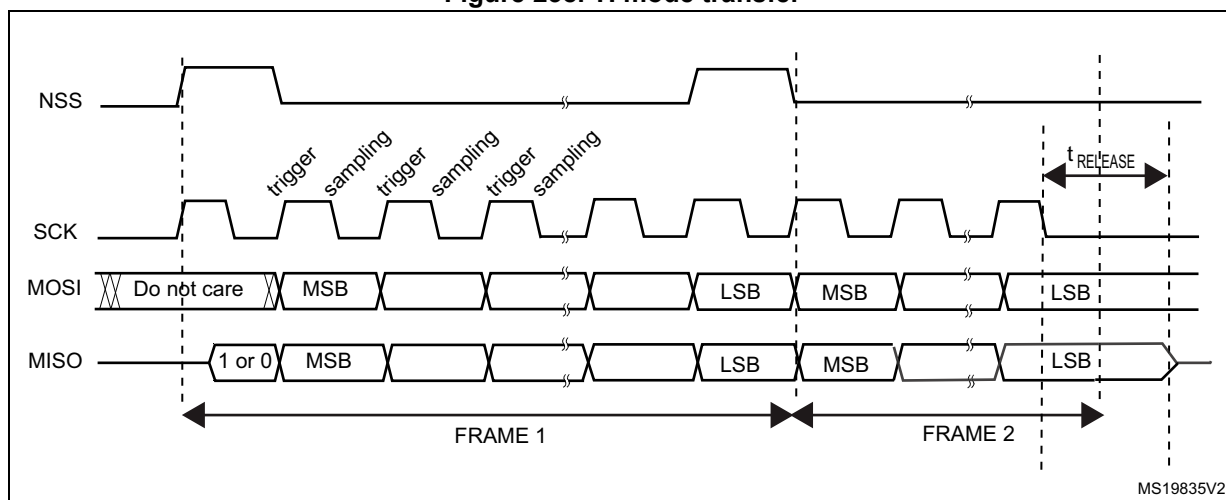 Figure TI mode transfer
NSS
trigger sampling trigger sampling trigger sampling
t RELEASE
SCK
MOSI Do not care MSB LSB MSB LSB
MISO 1 or 0 MSB LSB MSB LSB
FRAME 1 FRAME 2
MS19835V2